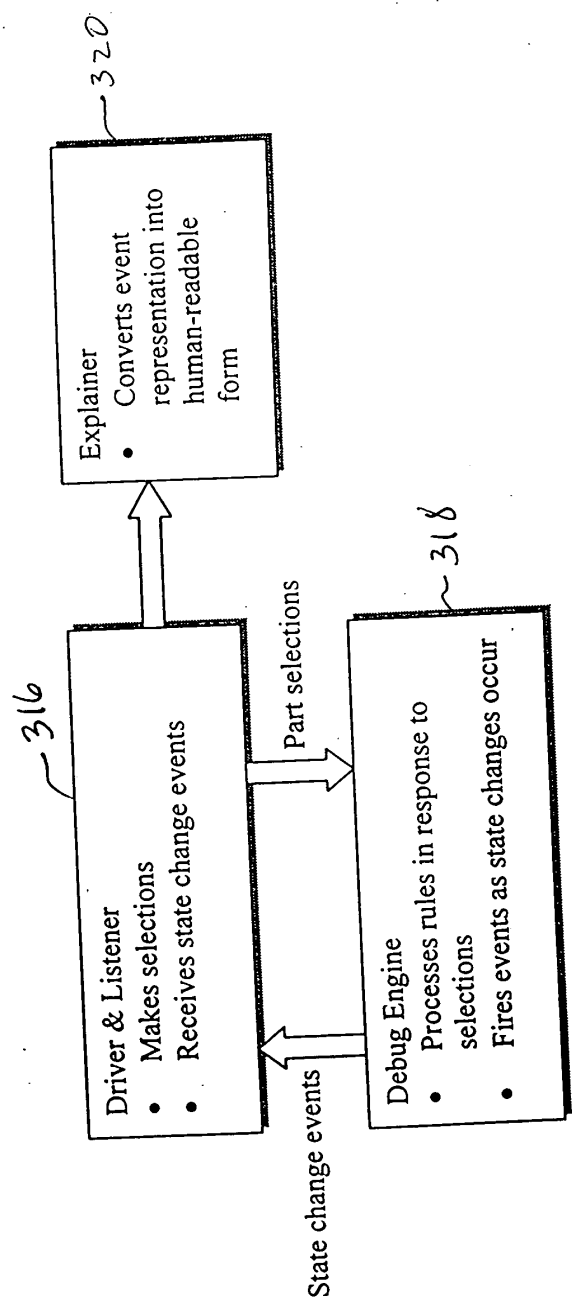 316
Driver & Listener
• Makes selections
• Receives state change events
320
Explainer
• Converts event
representation into
human-readable
form
State change events
Part selections
318
Debug Engine
• Processes rules in response to
selections
• Fires events as state changes occur